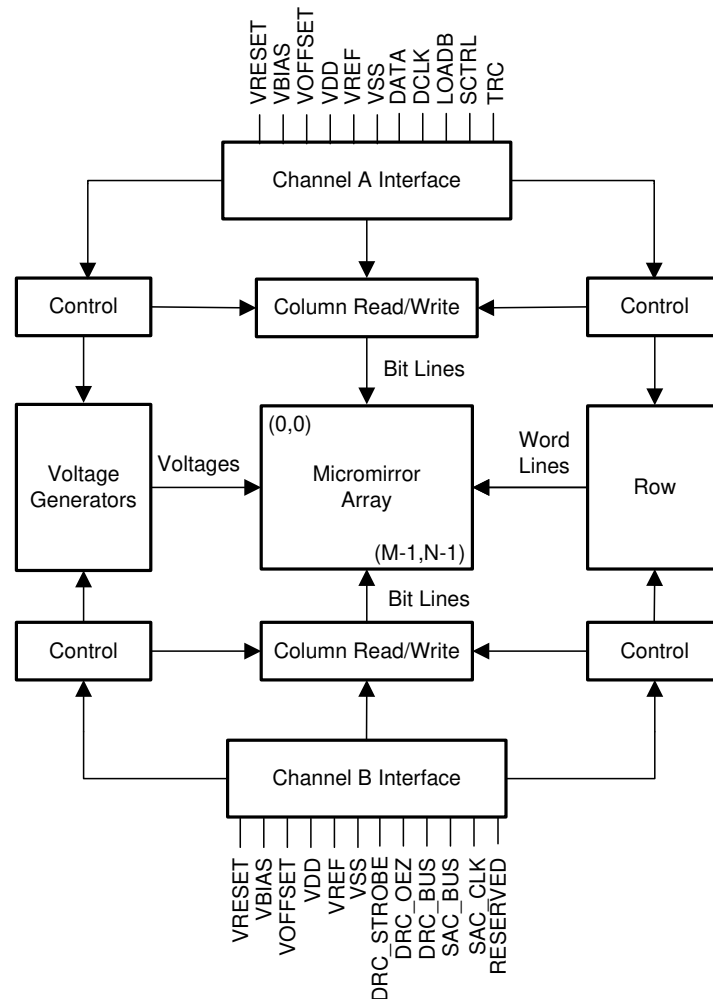 VRESET
VBIAS
VOFFSET
VDD
VREF
VSS
DATA
DCLK
LOADB
SCTRL
TRC
Channel A Interface
Control
Column Read/Write
Control
Bit Lines
(0,0)
Voltage
Generators
Voltages
Micromirror
Array
Word
Lines
Row
(M-1,N-1)
Bit Lines
Control
Column Read/Write
Control
Channel B Interface
VRESET
VBIAS
VOFFSET
VDD
VREF
VSS
DRC_STROBE
DRC_OEZ
DRC_BUS
SAC_BUS
SAC_CLK
RESERVED